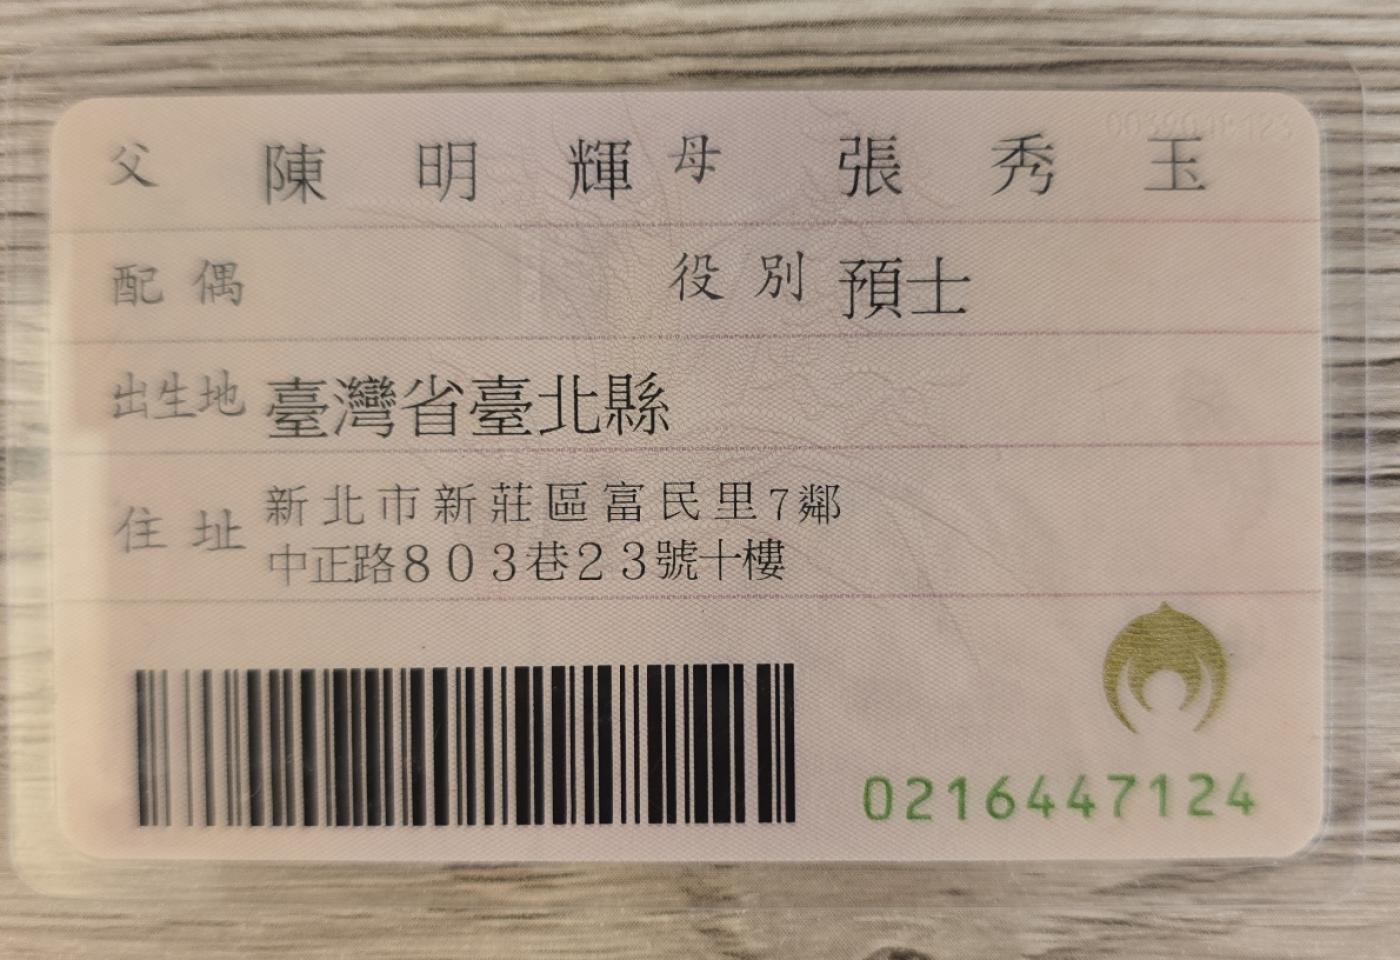 父 陳明輝 母 張秀玉
配偶 役別 預士
出生地 臺灣省臺北縣
住址 新北市新莊區富民里7鄰
中正路803巷23號十樓
0216447124